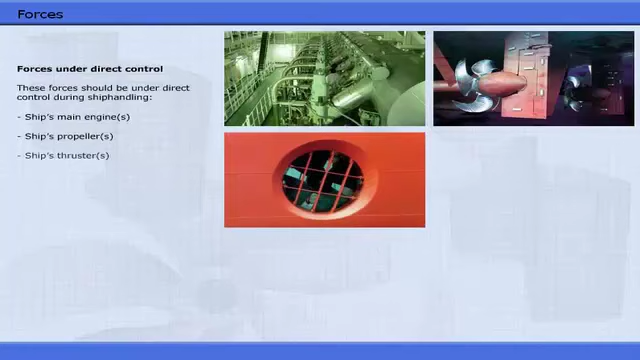 Forces
Forces under direct control
These forces should be under direct
control during shiphandling:
- Ship's main engine(s)
- Ship's propeller(s)
- Ship's thruster(s)